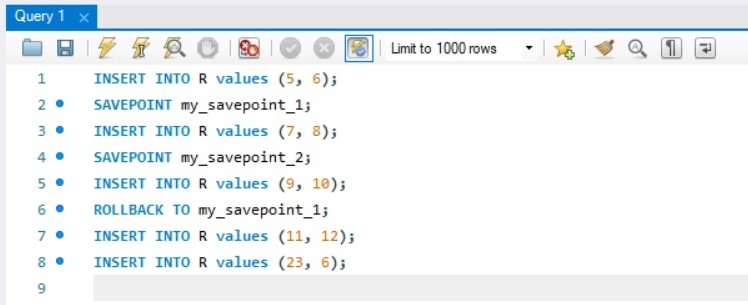 Query 1
Limit to 1000 rows
1 INSERT INTO R values (5, 6);
2 SAVEPOINT my_savepoint_1;
3 INSERT INTO R values (7, 8);
4 SAVEPOINT my_savepoint_2;
5 INSERT INTO R values (9, 10);
6 ROLLBACK TO my_savepoint_1;
7 INSERT INTO R values (11, 12);
8 INSERT INTO R values (23, 6);
9